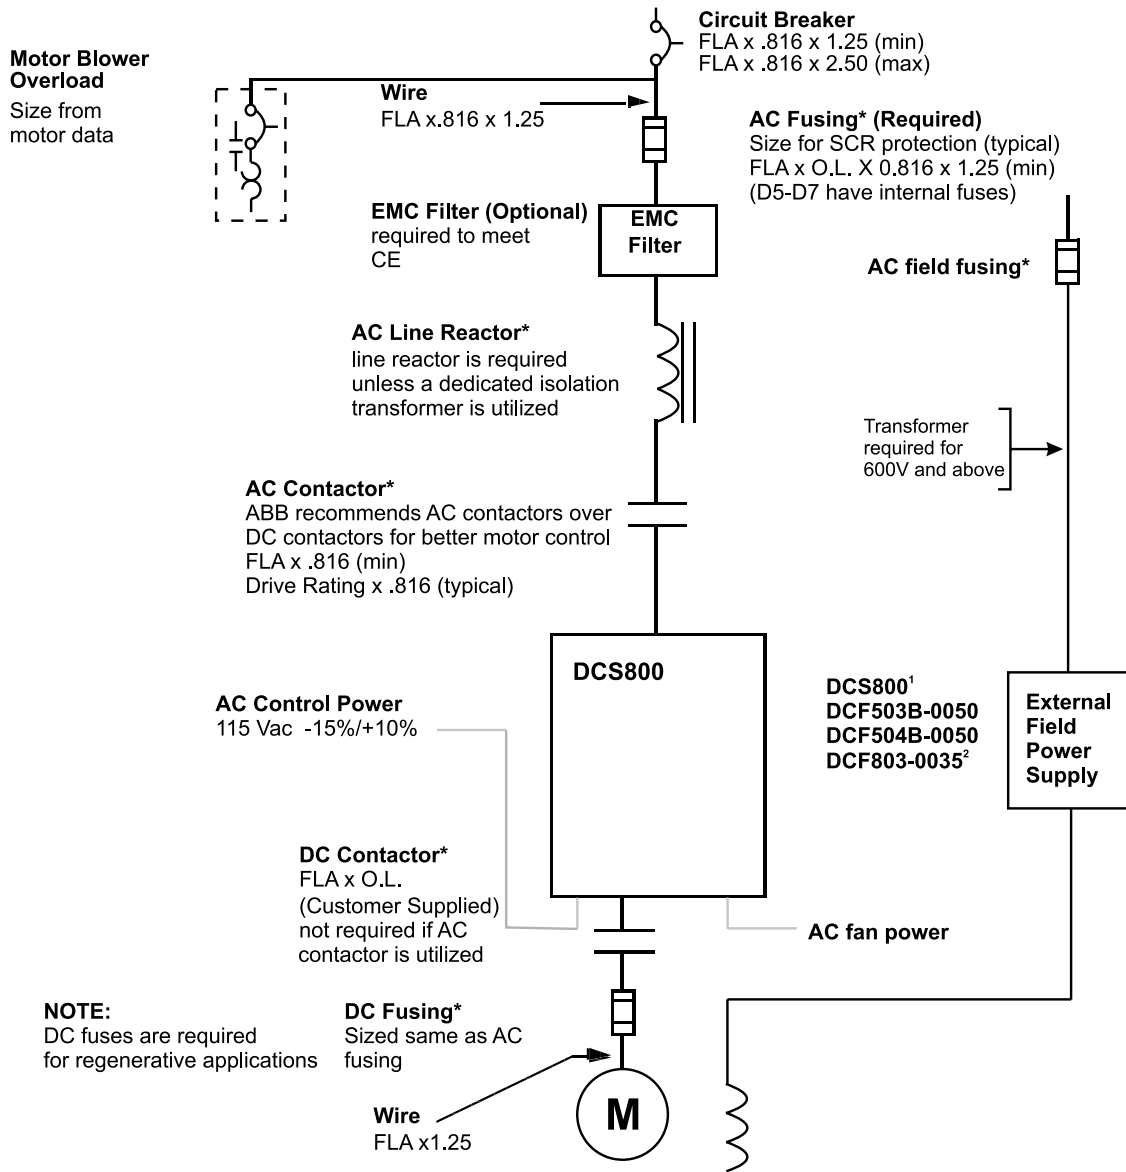 Circuit Breaker
FLA x .816 x 1.25 (min)
FLA x .816 x 2.50 (max)
Motor Blower
Overload
Size from
motor data
Wire
FLA x.816 x 1.25
AC Fusing* (Required)
Size for SCR protection (typical)
FLA x O.L. X 0.816 x 1.25 (min)
(D5-D7 have internal fuses)
EMC Filter (Optional)
required to meet
CE
EMC
Filter
AC field fusing*
AC Line Reactor*
line reactor is required
unless a dedicated isolation
transformer is utilized
Transformer
required for
600V and above
AC Contactor*
ABB recommends AC contactors over
DC contactors for better motor control
FLA x .816 (min)
Drive Rating x .816 (typical)
DCS800
AC Control Power
115 Vac -15%/+10%
DCS800¹
DCF503B-0050
DCF504B-0050
DCF803-0035²
External
Field
Power
Supply
DC Contactor*
FLA x O.L.
(Customer Supplied)
not required if AC
contactor is utilized
AC fan power
NOTE:
DC fuses are required
for regenerative applications
DC Fusing*
Sized same as AC
fusing
Wire
FLA x1.25
M